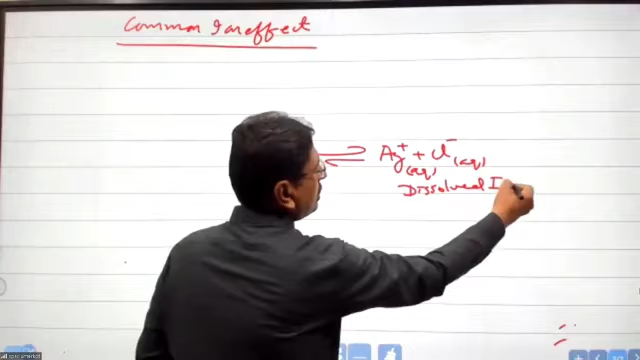 Common Ion effect
⇌ Ag⁺ + Cl⁻ (aq)
(aq)
Dissolved I